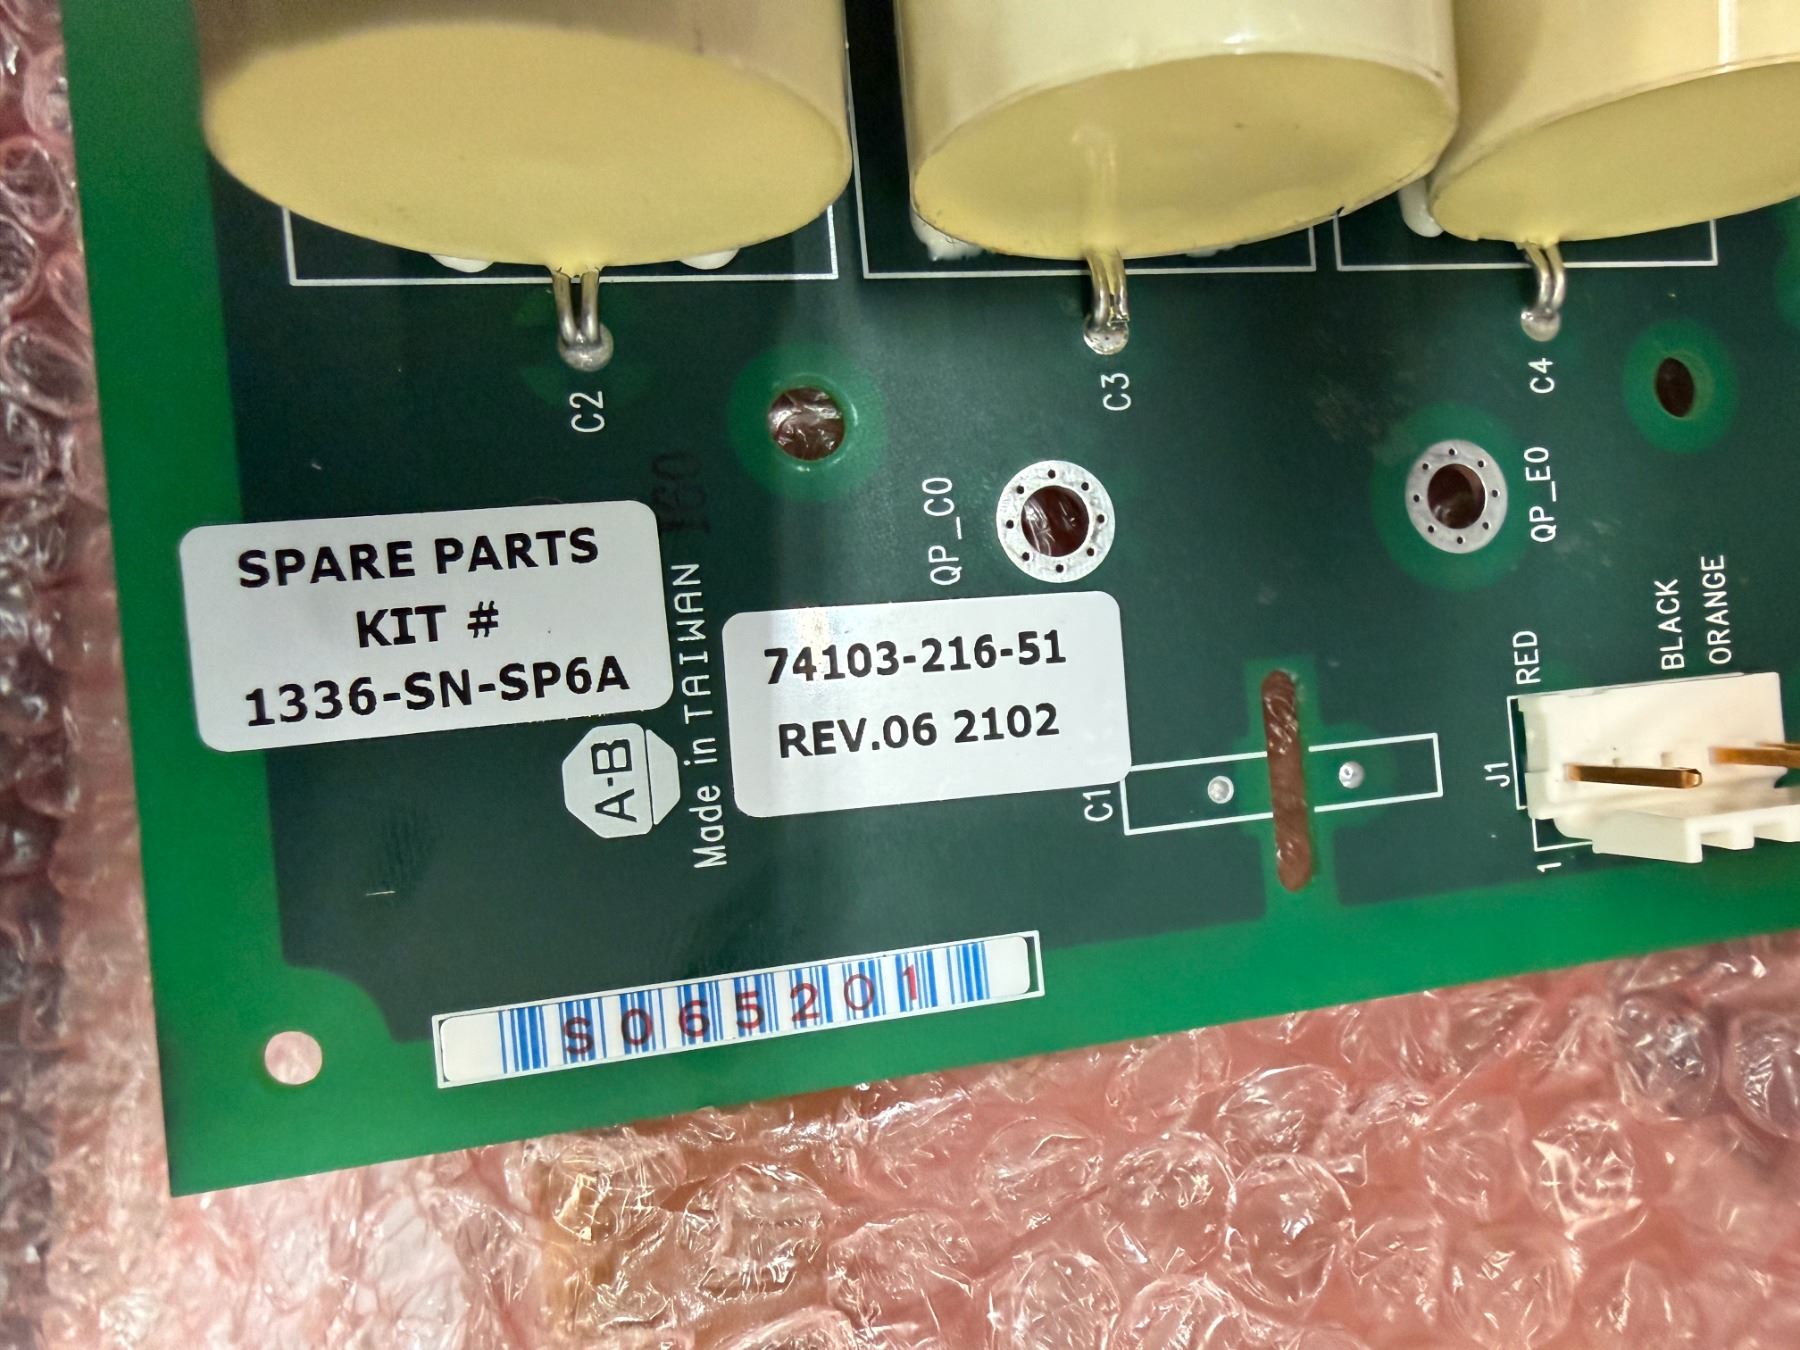 C2
C3
C4
QP_C0
QP_E0
160
SPARE PARTS
KIT #
1336-SN-SP6A
A-B
Made in TAIWAN
74103-216-51
REV.06 2102
C1
RED
BLACK
ORANGE
J1
1
S065201